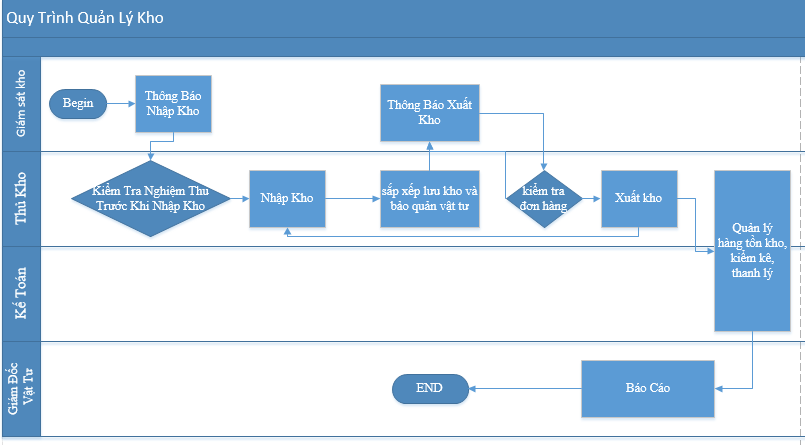 Quy Trình Quản Lý Kho
Giám sát kho
Begin
Thông Báo
Nhập Kho
Thông Báo Xuất
Kho
Thủ Kho
Kiểm Tra Nghiệm Thu
Trước Khi Nhập Kho
Nhập Kho
sắp xếp lưu kho và
bảo quản vật tư
kiểm tra
đơn hàng
Xuất kho
Quản lý
hàng tồn kho,
kiểm kê,
thanh lý
Kế Toán
Giám Đốc
Vật Tư
END
Báo Cáo